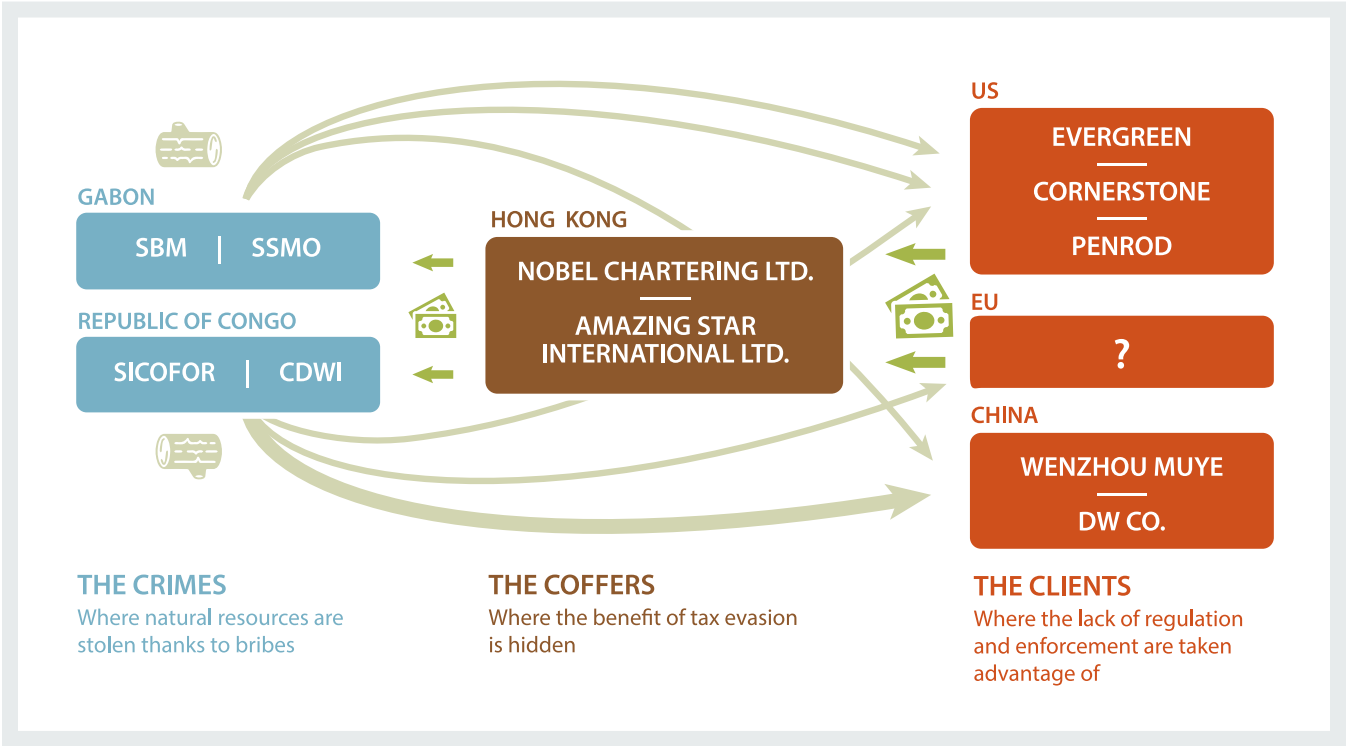 GABON
SBM | SSMO
REPUBLIC OF CONGO
SICOFOR | CDWI
HONG KONG
NOBEL CHARTERING LTD.
AMAZING STAR
INTERNATIONAL LTD.
US
EVERGREEN
CORNERSTONE
PENROD
EU
?
CHINA
WENZHOU MUYE
DW CO.
THE CRIMES
Where natural resources are
stolen thanks to bribes
THE COFFERS
Where the benefit of tax evasion
is hidden
THE CLIENTS
Where the lack of regulation
and enforcement are taken
advantage of